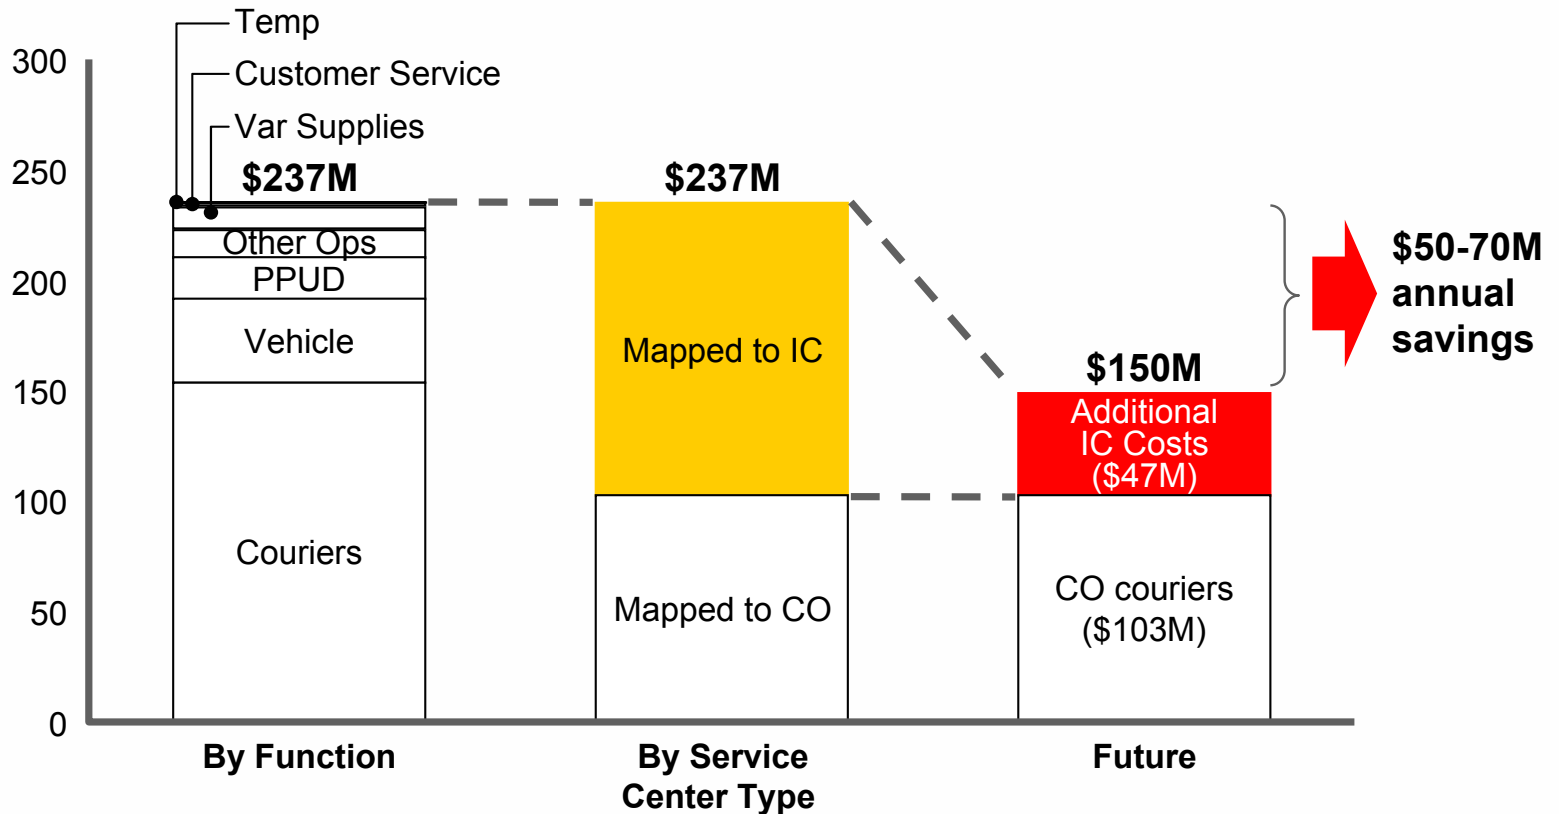 Temp
Customer Service
Var Supplies
300
250
200
150
100
50
0
$237M
Other Ops
PPUD
Vehicle
Couriers
$237M
Mapped to IC
Mapped to CO
$150M
Additional
IC Costs
($47M)
CO couriers
($103M)
$50-70M
annual
savings
By Function
By Service
Center Type
Future